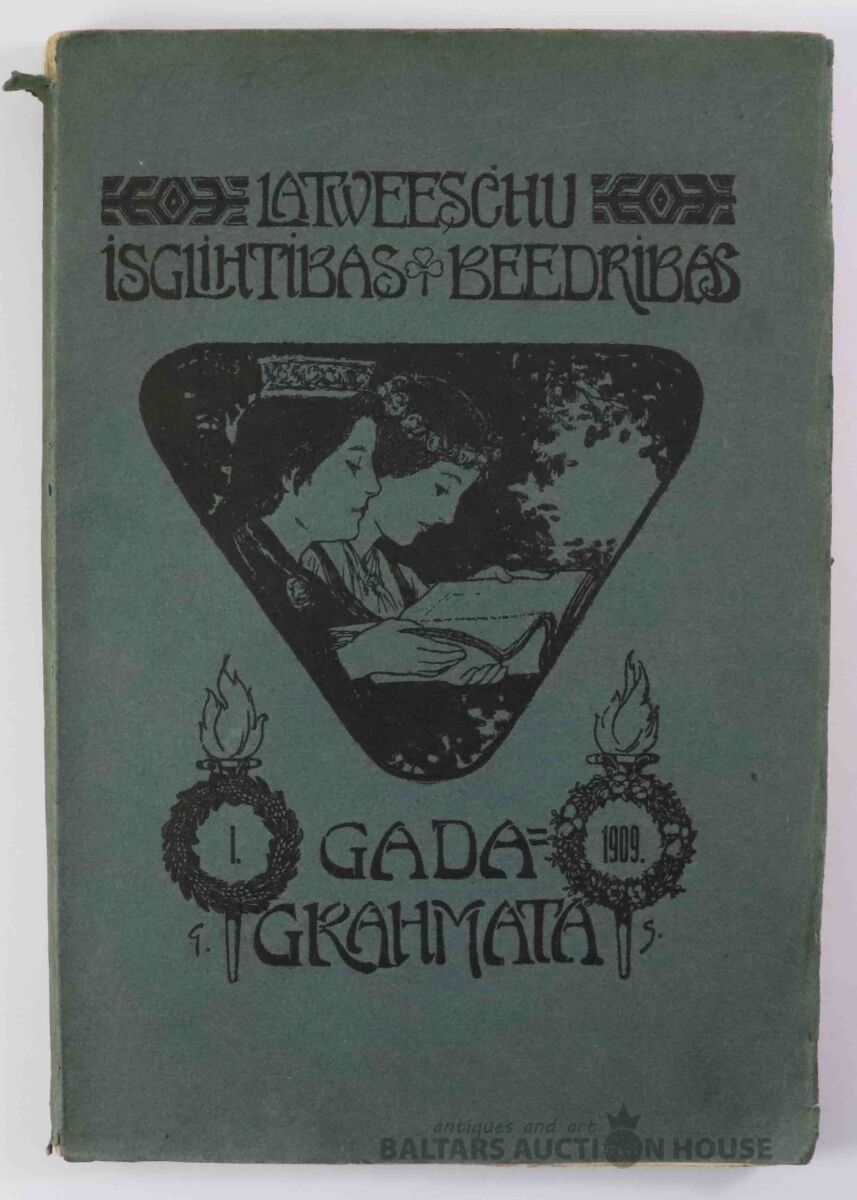 LATWEESCHU
ISGLIHTIBAS BEEDRIBAS
I.
GADA=
1909.
GRAHMATA
G. S.
antiques and art
BALTARS AUCTION HOUSE